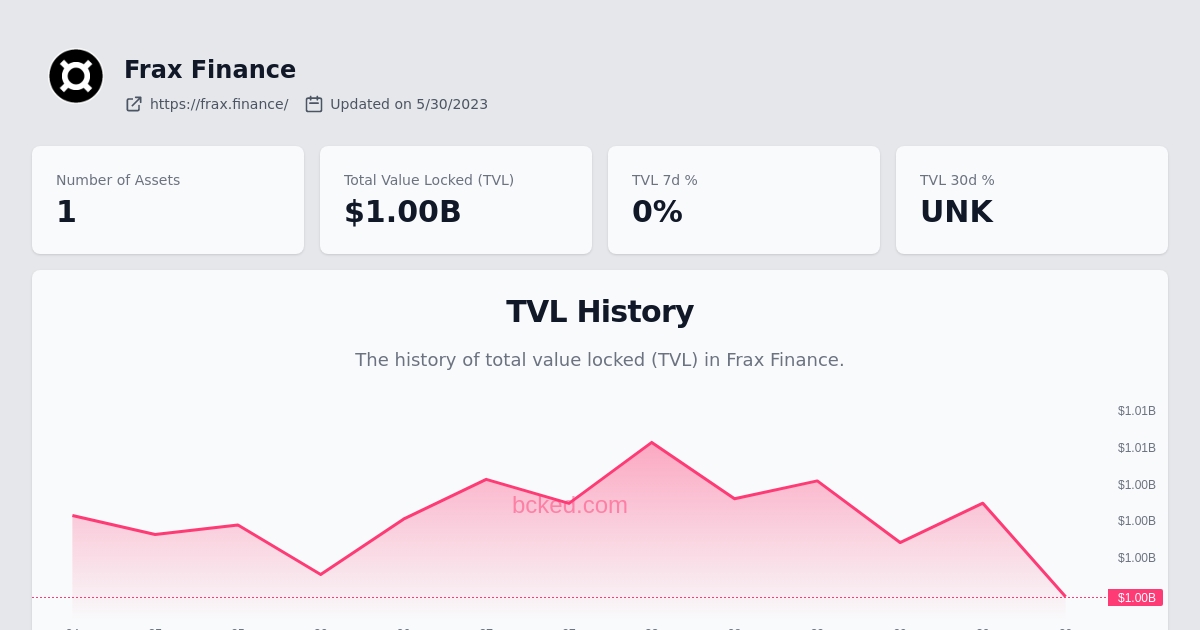 Frax Finance
https://frax.finance/ Updated on 5/30/2023
Number of Assets
1
Total Value Locked (TVL)
$1.00B
TVL 7d %
0%
TVL 30d %
UNK
TVL History
The history of total value locked (TVL) in Frax Finance.
$1.01B
$1.01B
$1.00B
bcked.com
$1.00B
$1.00B
$1.00B